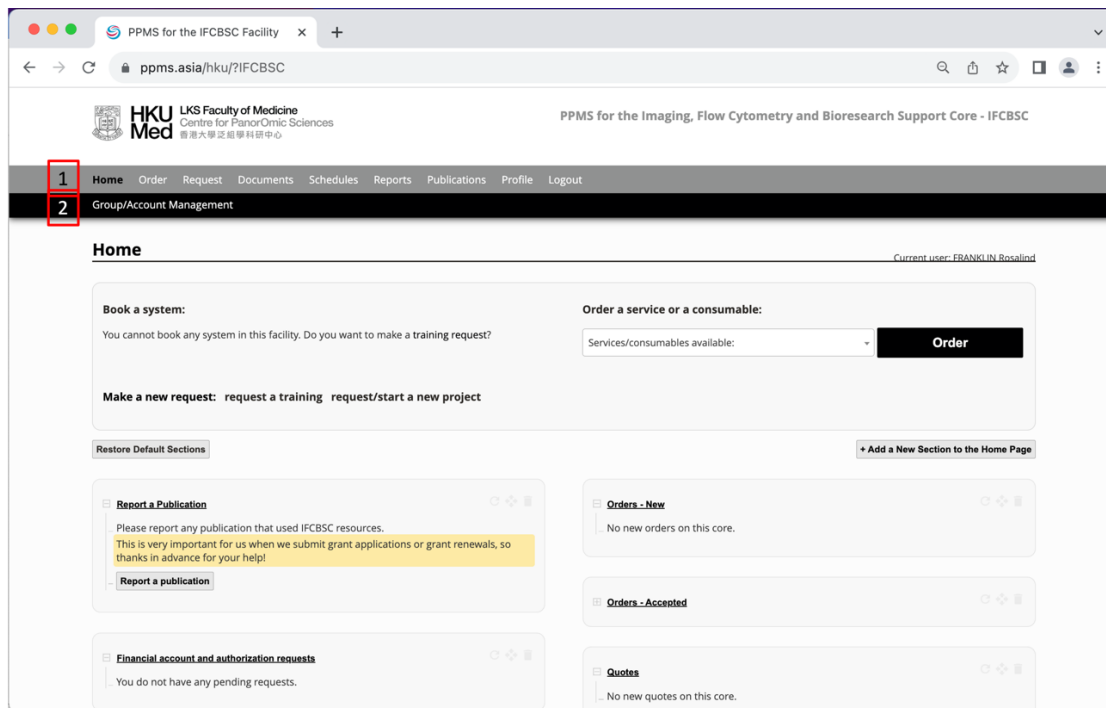 PPMS for the IFCBSC Facility
ppms.asia/hku/?IFCBSC
HKU Med
LKS Faculty of Medicine
Centre for PanorOmic Sciences
香港大學泛組學科研中心
PPMS for the Imaging, Flow Cytometry and Bioresearch Support Core - IFCBSC
1
Home Order Request Documents Schedules Reports Publications Profile Logout
2
Group/Account Management
Home
Current user: FRANKLIN Rosalind
Book a system:
You cannot book any system in this facility. Do you want to make a training request?
Order a service or a consumable:
Services/consumables available:
Order
Make a new request: request a training request/start a new project
Restore Default Sections
+ Add a New Section to the Home Page
Report a Publication
Please report any publication that used IFCBSC resources.
This is very important for us when we submit grant applications or grant renewals, so
thanks in advance for your help!
Report a publication
Orders - New
No new orders on this core.
Orders - Accepted
Financial account and authorization requests
You do not have any pending requests.
Quotes
No new quotes on this core.